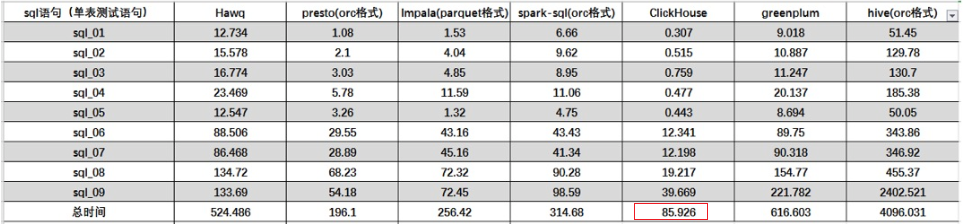 sql语句（单表测试语句） Hawq presto(orc格式) Impala(parquet格式) spark-sql(orc格式) ClickHouse greenplum hive(orc格式)
sql_01 12.734 1.08 1.53 6.66 0.307 9.018 51.45
sql_02 15.578 2.1 4.04 9.62 0.515 10.887 129.78
sql_03 16.774 3.03 4.85 8.95 0.759 11.247 130.7
sql_04 23.469 5.78 11.59 11.06 0.477 20.137 185.38
sql_05 12.547 3.26 1.32 4.75 0.443 8.694 50.05
sql_06 88.506 29.55 43.16 43.43 12.341 89.75 343.86
sql_07 86.468 28.89 45.16 41.34 12.198 90.318 346.92
sql_08 134.72 68.23 72.32 90.28 19.217 154.77 455.37
sql_09 133.69 54.18 72.45 98.59 39.669 221.782 2402.521
总时间 524.486 196.1 256.42 314.68 85.926 616.603 4096.031